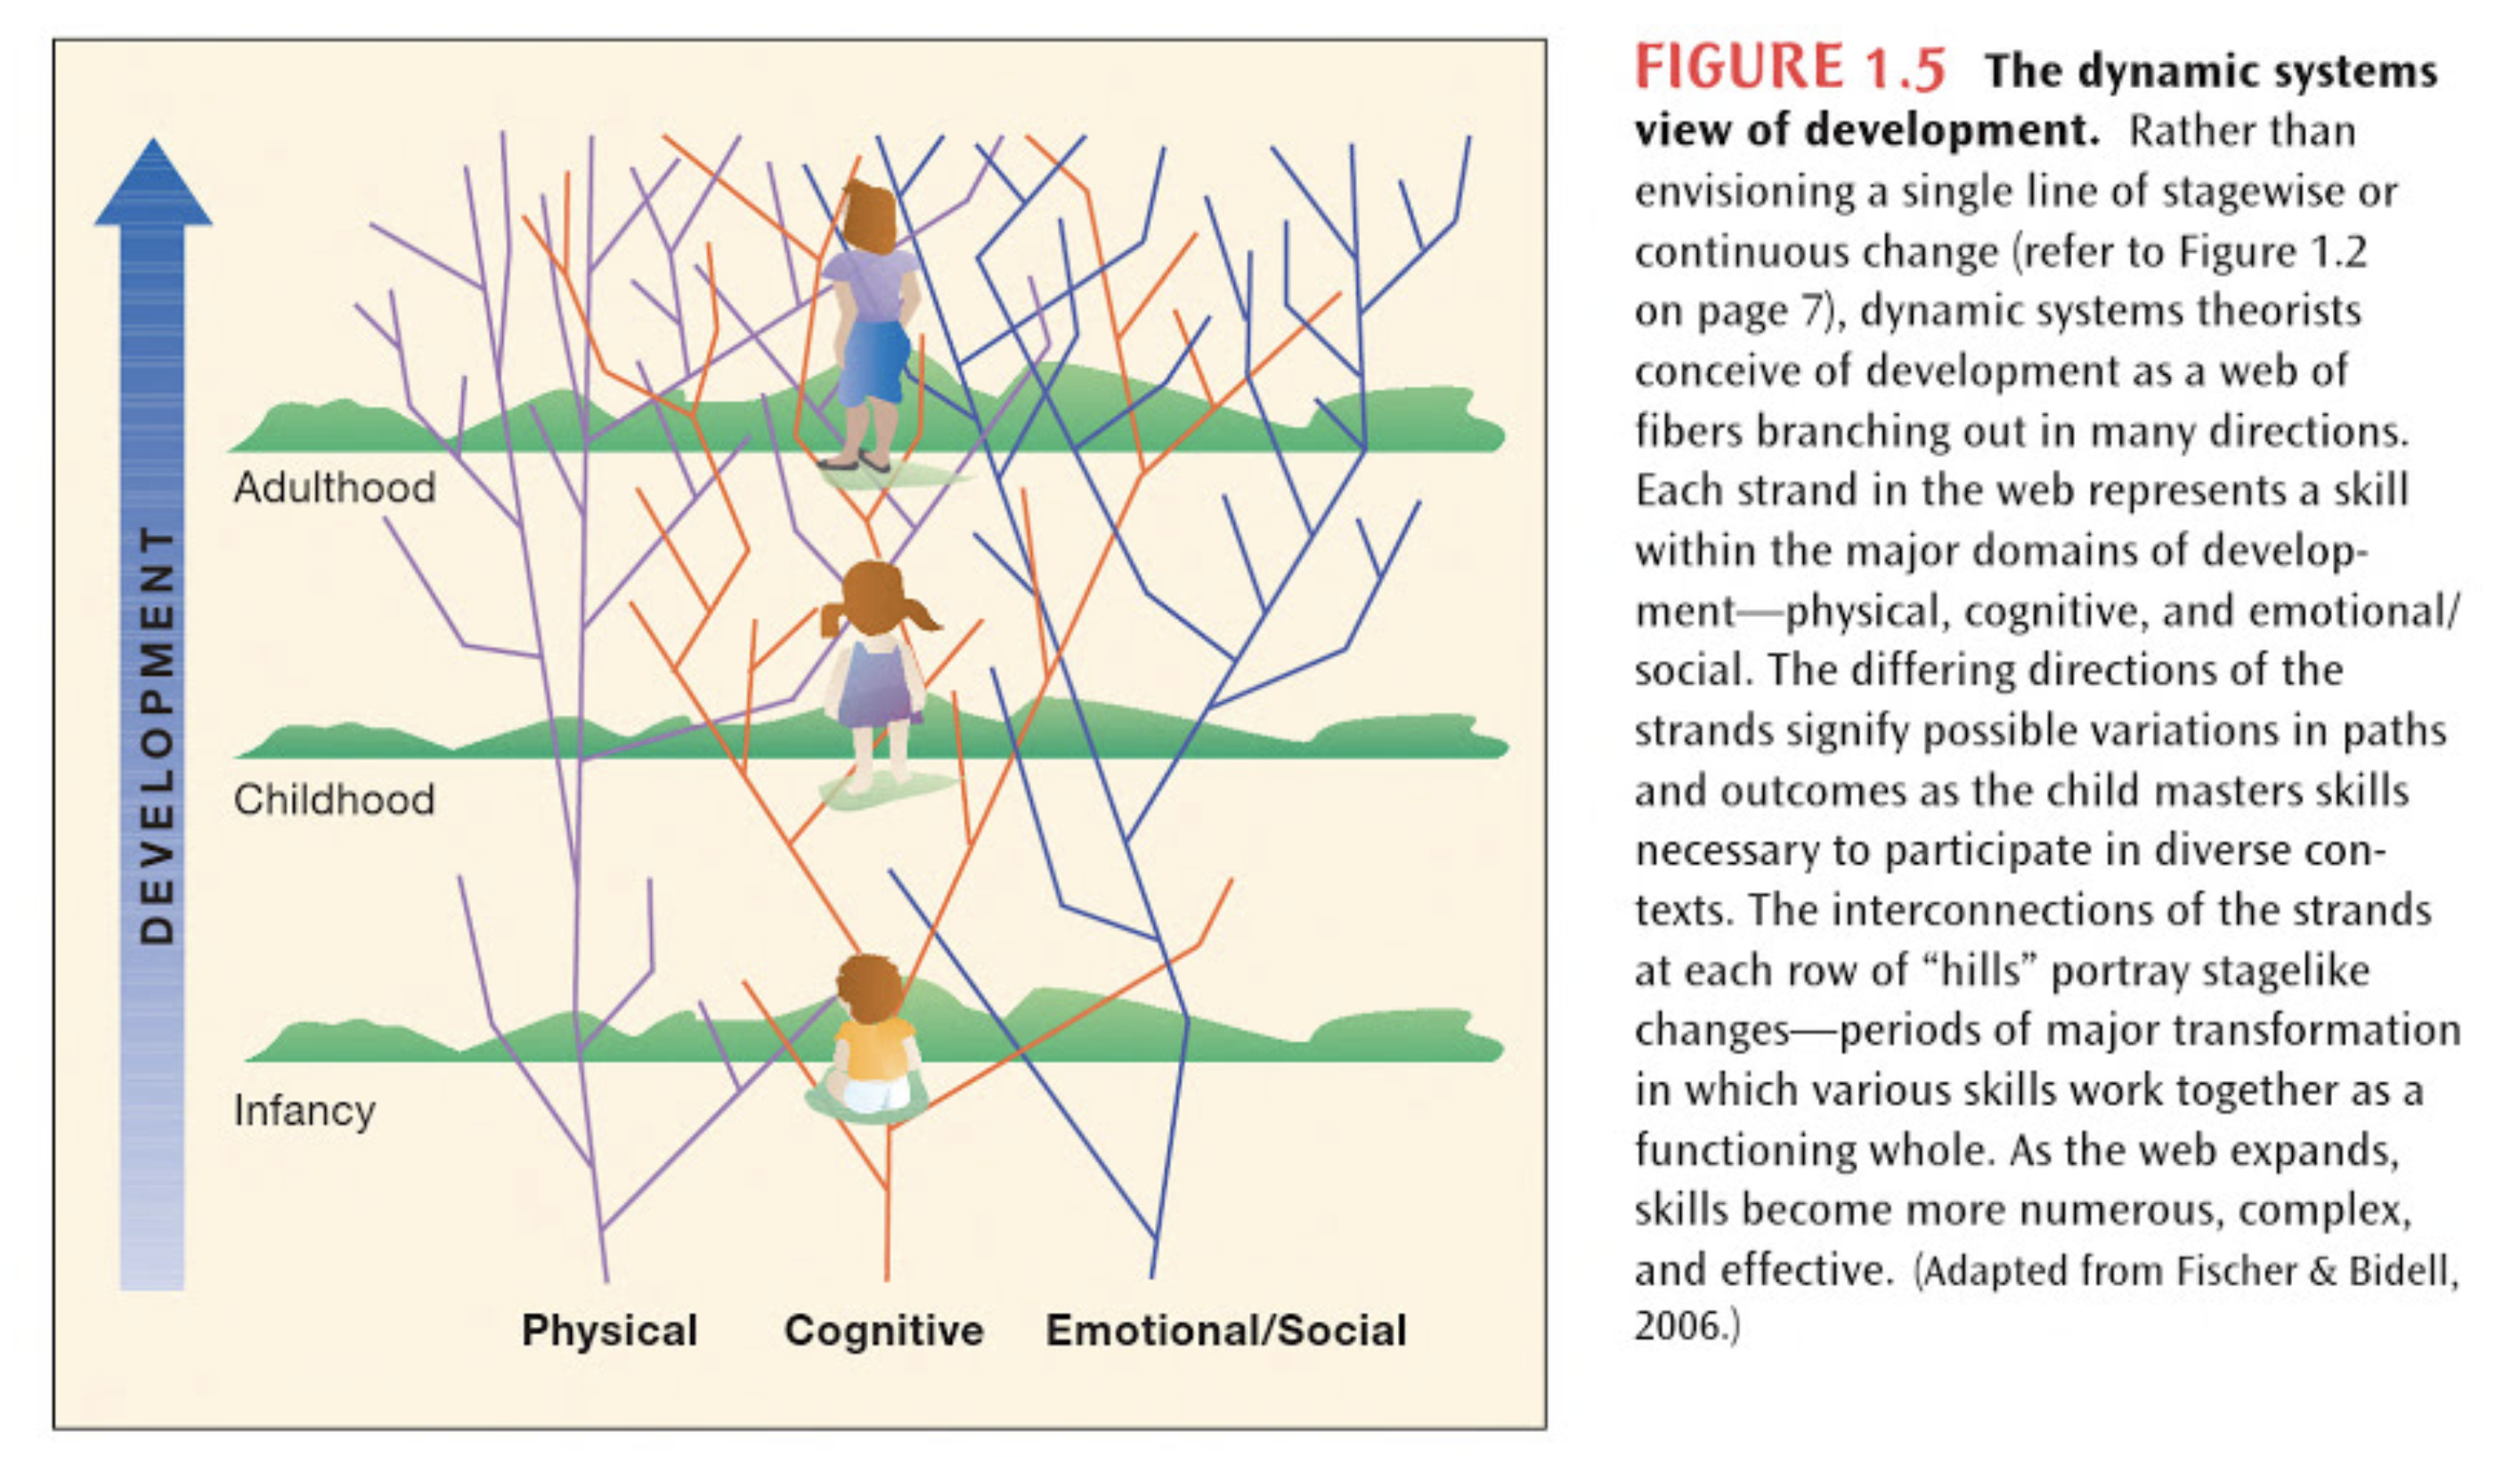 DEVELOPMENT
Adulthood
Childhood
Infancy
Physical Cognitive Emotional/Social
FIGURE 1.5 The dynamic systems
view of development. Rather than
envisioning a single line of stagewise or
continuous change (refer to Figure 1.2
on page 7), dynamic systems theorists
conceive of development as a web of
fibers branching out in many directions.
Each strand in the web represents a skill
within the major domains of develop-
ment—physical, cognitive, and emotional/
social. The differing directions of the
strands signify possible variations in paths
and outcomes as the child masters skills
necessary to participate in diverse con-
texts. The interconnections of the strands
at each row of “hills” portray stagelike
changes—periods of major transformation
in which various skills work together as a
functioning whole. As the web expands,
skills become more numerous, complex,
and effective. (Adapted from Fischer & Bidell,
2006.)